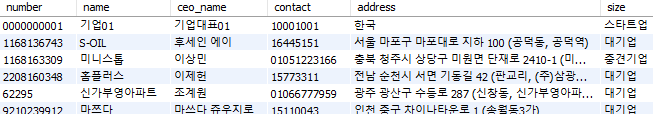 number name ceo_name contact address size
0000000001 기업01 기업대표01 10001001 한국 스타트업
1168136743 S-OIL 후세인 에이 16445151 서울 마포구 마포대로 지하 100 (공덕동, 공덕역) 대기업
1168163309 미니스톱 이상민 01051223166 충북 청주시 상당구 미원면 단재로 2410-1 (미... 중견기업
2208160348 홈플러스 이제헌 15773311 전남 순천시 서면 기동길 42 (판교리, (주)삼광... 대기업
62295 신가부영아파트 조계원 01066777959 광주 광산구 수등로 287 (신창동, 신가부영아파... 대기업
9210239912 마쯔다 마쓰다 쥬우지로 15110043 인천 중구 차이나타운로 1 (송월동3가) 대기업